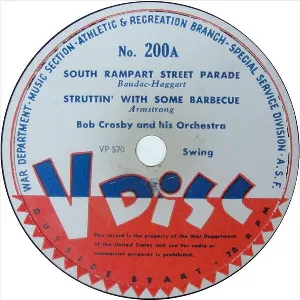 WAR DEPARTMENT · MUSIC SECTION · ATHLETIC & RECREATION BRANCH · SPECIAL SERVICE DIVISION · A.S.F.
No. 200A
SOUTH RAMPART STREET PARADE
Baudac-Haggart
STRUTTIN' WITH SOME BARBECUE
Armstrong
Bob Crosby and his Orchestra
VP 570
Swing
V DISC
This record is the property of the War Department
of the United States and use for radio or
commercial purposes is prohibited.
OUTSIDE START · 78 RPM